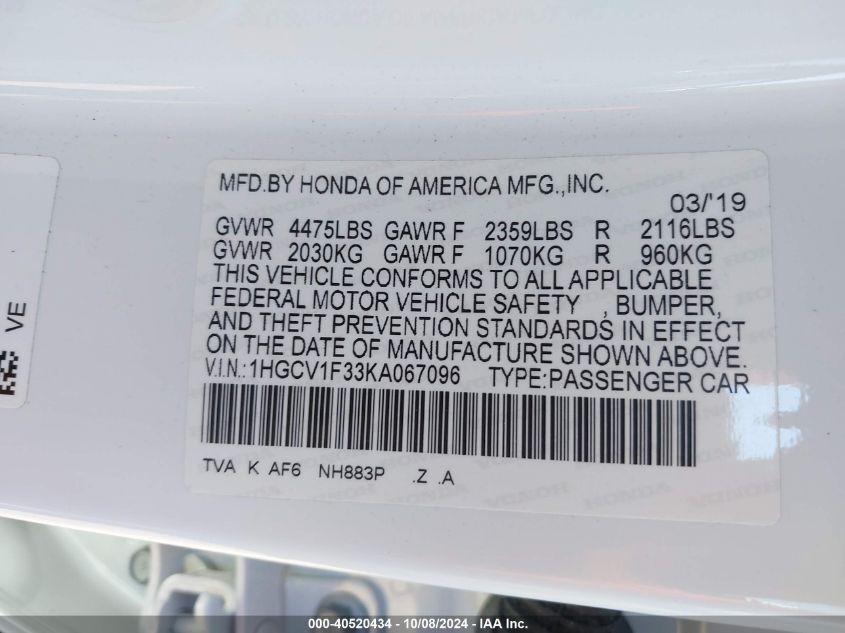 MFD.BY HONDA OF AMERICA MFG.,INC.
03/'19
GVWR 4475LBS GAWR F 2359LBS R 2116LBS
GVWR 2030KG GAWR F 1070KG R 960KG
THIS VEHICLE CONFORMS TO ALL APPLICABLE
FEDERAL MOTOR VEHICLE SAFETY , BUMPER,
AND THEFT PREVENTION STANDARDS IN EFFECT
ON THE DATE OF MANUFACTURE SHOWN ABOVE.
V.I.N.:1HGCV1F33KA067096 TYPE:PASSENGER CAR
TVA K AF6 NH883P .Z .A
VE
HONDA HONDA HONDA
000-40520434 - 10/08/2024 - IAA Inc.